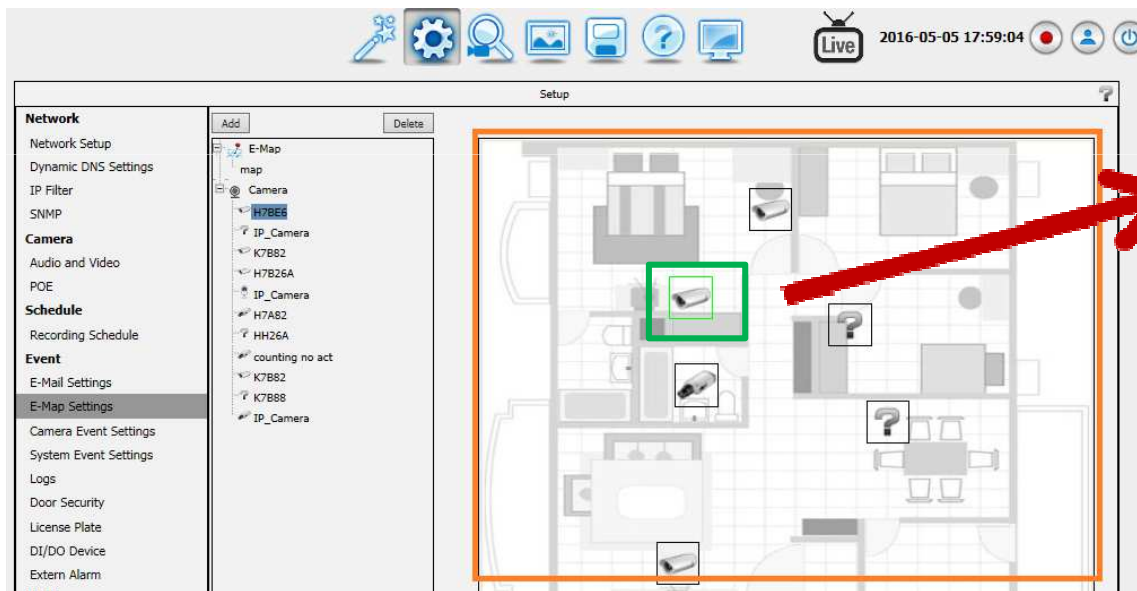 Live
2016-05-05 17:59:04
Setup
Network
Network Setup
Dynamic DNS Settings
IP Filter
SNMP
Camera
Audio and Video
POE
Schedule
Recording Schedule
Event
E-Mail Settings
E-Map Settings
Camera Event Settings
System Event Settings
Logs
Door Security
License Plate
DI/DO Device
Extern Alarm
Add Delete
E-Map
map
Camera
H7BE6
IP_Camera
K7B82
H7B26A
IP_Camera
H7A82
HH26A
counting no act
K7B82
K7B88
IP_Camera